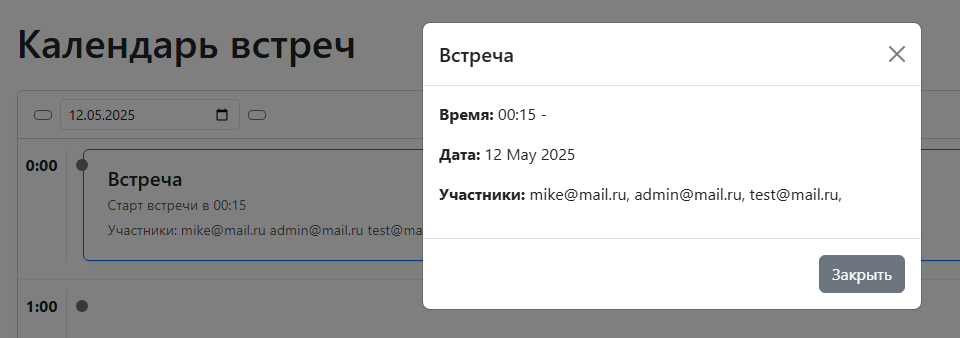 Календарь встреч
12.05.2025
0:00
Встреча
Старт встречи в 00:15
Участники: mike@mail.ru admin@mail.ru test@ma
1:00
Встреча
Время: 00:15 -
Дата: 12 May 2025
Участники: mike@mail.ru, admin@mail.ru, test@mail.ru,
Закрыть